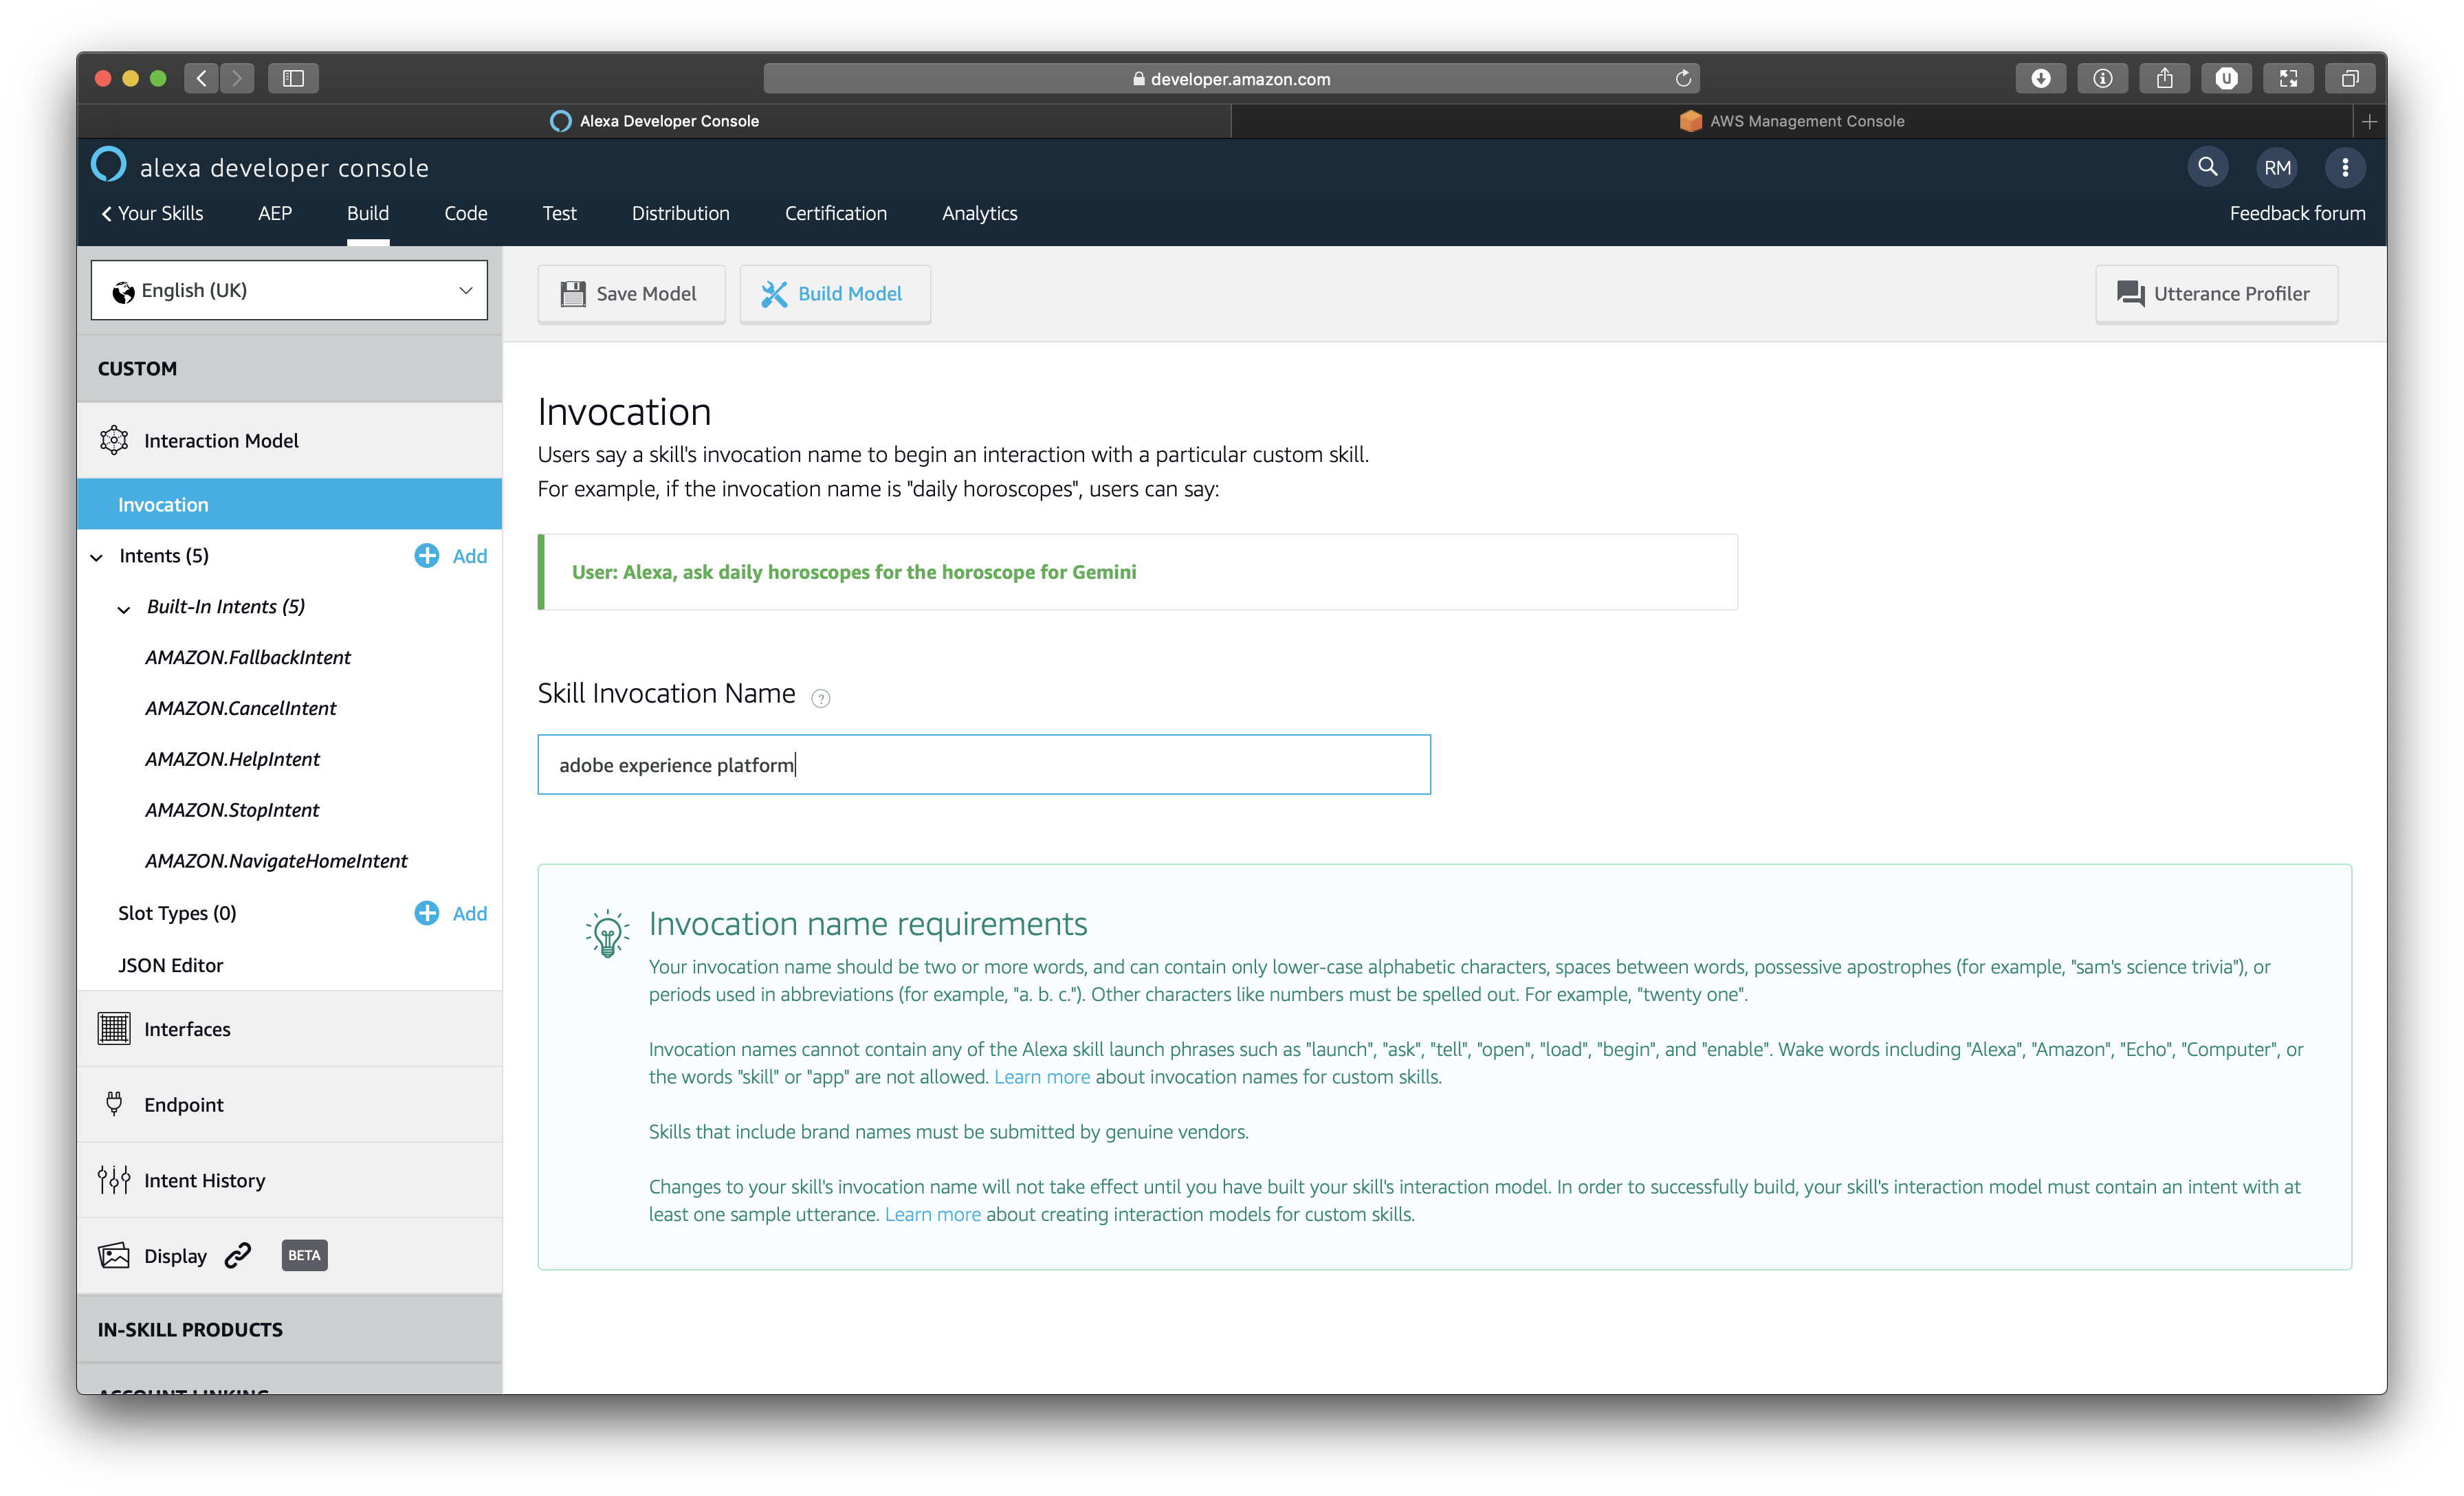 developer.amazon.com
Alexa Developer Console
AWS Management Console
alexa developer console
RM
Your Skills
AEP
Build
Code
Test
Distribution
Certification
Analytics
Feedback forum
English (UK)
Save Model
Build Model
Utterance Profiler
CUSTOM
Interaction Model
Invocation
Intents (5)
Add
Built-In Intents (5)
AMAZON.FallbackIntent
AMAZON.CancelIntent
AMAZON.HelpIntent
AMAZON.StopIntent
AMAZON.NavigateHomeIntent
Slot Types (0)
Add
JSON Editor
Interfaces
Endpoint
Intent History
Display
BETA
IN-SKILL PRODUCTS
ACCOUNT LINKING
Invocation
Users say a skill's invocation name to begin an interaction with a particular custom skill.
For example, if the invocation name is "daily horoscopes", users can say:
User: Alexa, ask daily horoscopes for the horoscope for Gemini
Skill Invocation Name ?
adobe experience platform
Invocation name requirements
Your invocation name should be two or more words, and can contain only lower-case alphabetic characters, spaces between words, possessive apostrophes (for example, "sam's science trivia"), or
periods used in abbreviations (for example, "a. b. c."). Other characters like numbers must be spelled out. For example, "twenty one".
Invocation names cannot contain any of the Alexa skill launch phrases such as "launch", "ask", "tell", "open", "load", "begin", and "enable". Wake words including "Alexa", "Amazon", "Echo", "Computer", or
the words "skill" or "app" are not allowed. Learn more about invocation names for custom skills.
Skills that include brand names must be submitted by genuine vendors.
Changes to your skill's invocation name will not take effect until you have built your skill's interaction model. In order to successfully build, your skill's interaction model must contain an intent with at
least one sample utterance. Learn more about creating interaction models for custom skills.